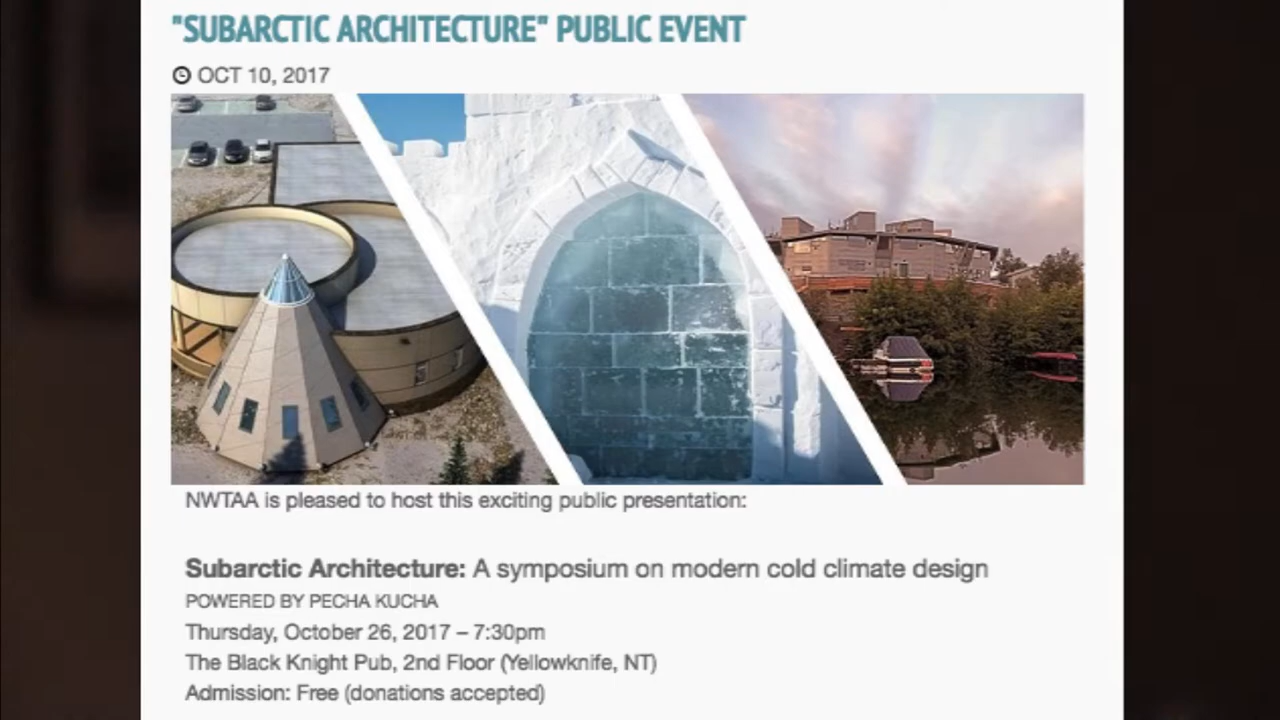 "SUBARCTIC ARCHITECTURE" PUBLIC EVENT
OCT 10, 2017
NWTAA is pleased to host this exciting public presentation:
Subarctic Architecture: A symposium on modern cold climate design
POWERED BY PECHA KUCHA
Thursday, October 26, 2017 – 7:30pm
The Black Knight Pub, 2nd Floor (Yellowknife, NT)
Admission: Free (donations accepted)